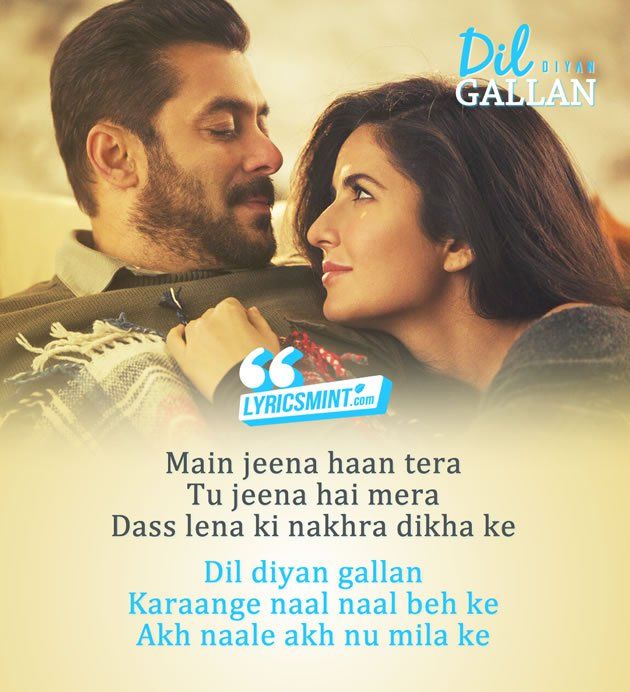 Dil DIYAN
GALLAN
LYRICSMINT.com
Main jeena haan tera
Tu jeena hai mera
Dass lena ki nakhra dikha ke
Dil diyan gallan
Karaange naal naal beh ke
Akh naale akh nu mila ke